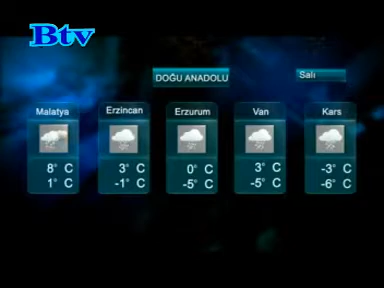 Btv
DOĞU ANADOLU
Salı
Malatya
Erzincan
Erzurum
Van
Kars
8° C
3° C
0° C
3° C
-3° C
1° C
-1° C
-5° C
-5° C
-6° C